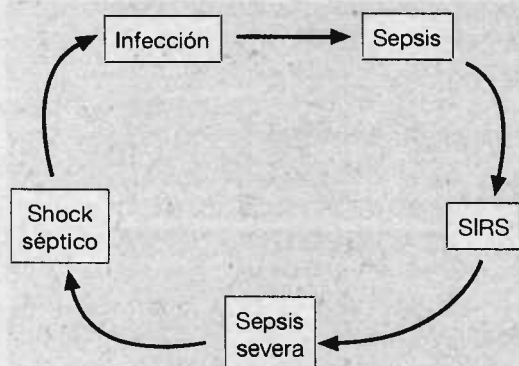 Infección
Sepsis
SIRS
Sepsis
severa
Shock
séptico